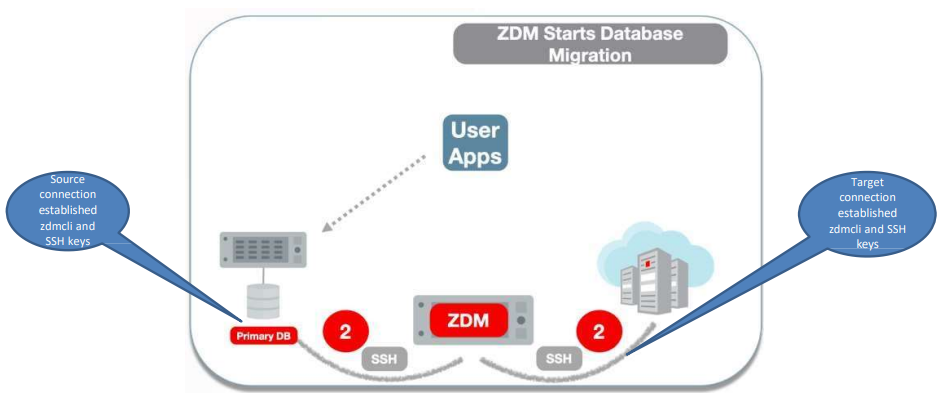 ZDM Starts Database
Migration
User
Apps
Source
connection
established
zdmcli and
SSH keys
Target
connection
established
zdmcli and SSH
keys
Primary DB
2
SSH
ZDM
SSH
2